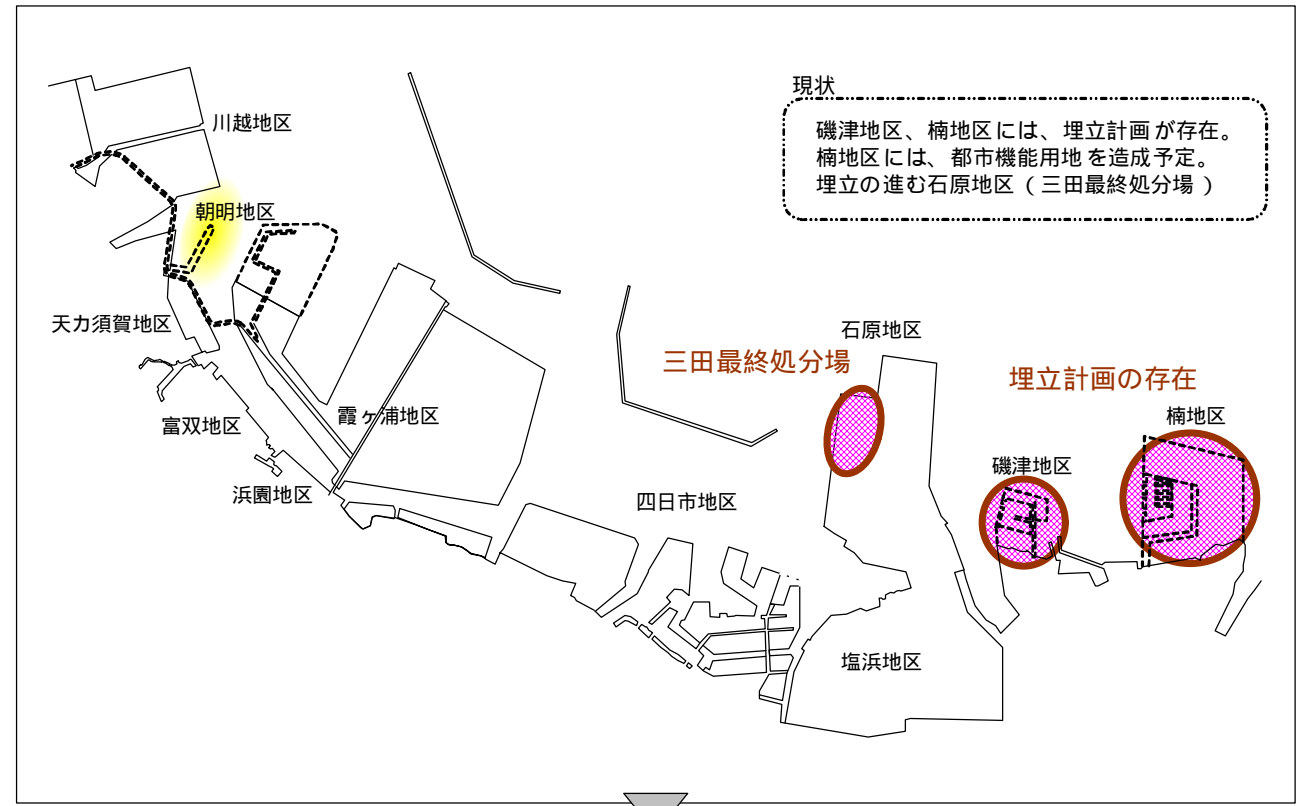 現状
磯津地区、楠地区には、埋立計画が存在。
楠地区には、都市機能用地を造成予定。
埋立の進む石原地区（三田最終処分場）
川越地区
朝明地区
天力須賀地区
石原地区
三田最終処分場
埋立計画の存在
霞ヶ浦地区
楠地区
富双地区
磯津地区
浜園地区
四日市地区
塩浜地区